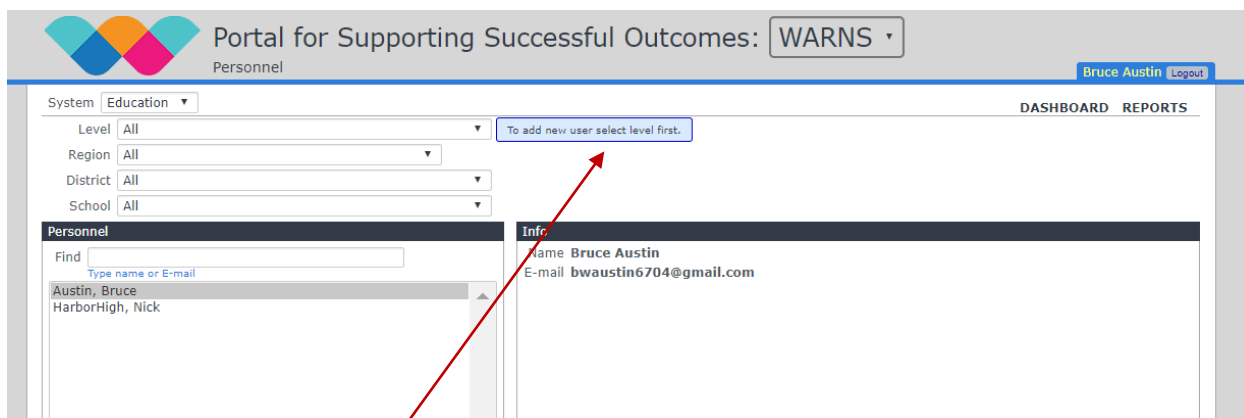 Portal for Supporting Successful Outcomes: WARNS
Personnel
Bruce Austin Logout
System Education
DASHBOARD REPORTS
Level All
To add new user select level first.
Region All
District All
School All
Personnel
Find
Type name or E-mail
Austin, Bruce
HarborHigh, Nick
Info
Name Bruce Austin
E-mail bwaustin6704@gmail.com